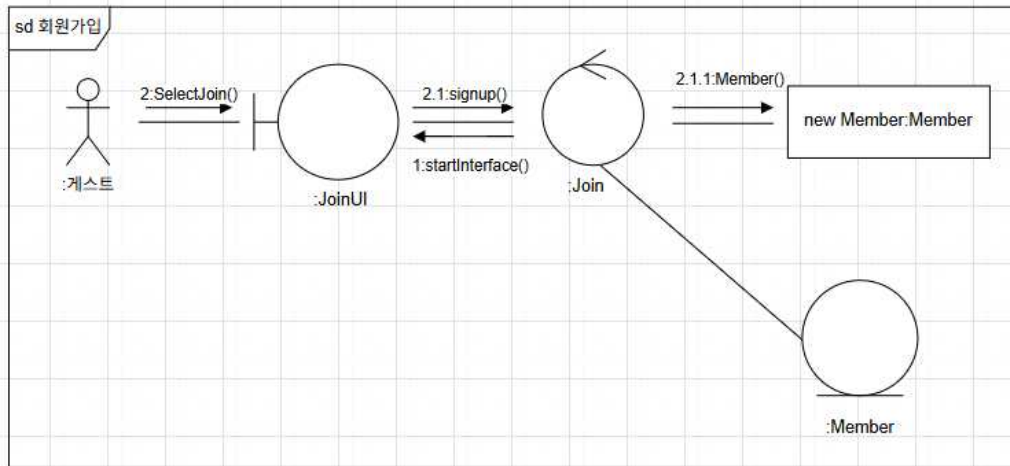 sd 회원가입
2:SelectJoin()
2.1:signup()
2.1.1:Member()
new Member:Member
1:startInterface()
:게스트
:JoinUI
:Join
:Member